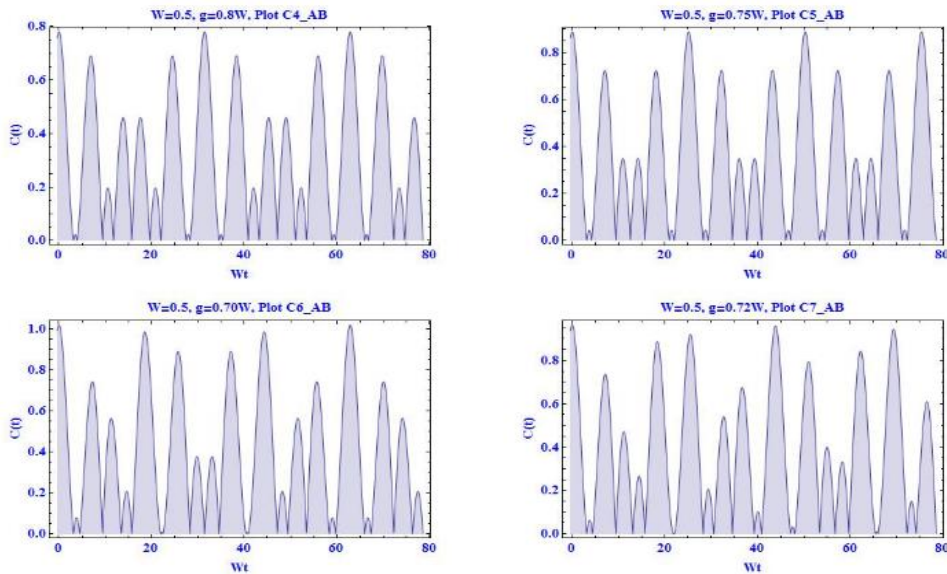 W=0.5, g=0.8W, Plot C4_AB
0.8
0.6
0.4
0.2
0.0
C(t)
0 20 40 60 80
Wt
W=0.5, g=0.75W, Plot C5_AB
0.8
0.6
0.4
0.2
0.0
C(t)
0 20 40 60 80
Wt
W=0.5, g=0.70W, Plot C6_AB
1.0
0.8
0.6
0.4
0.2
0.0
C(t)
0 20 40 60 80
Wt
W=0.5, g=0.72W, Plot C7_AB
0.8
0.6
0.4
0.2
0.0
C(t)
0 20 40 60 80
Wt